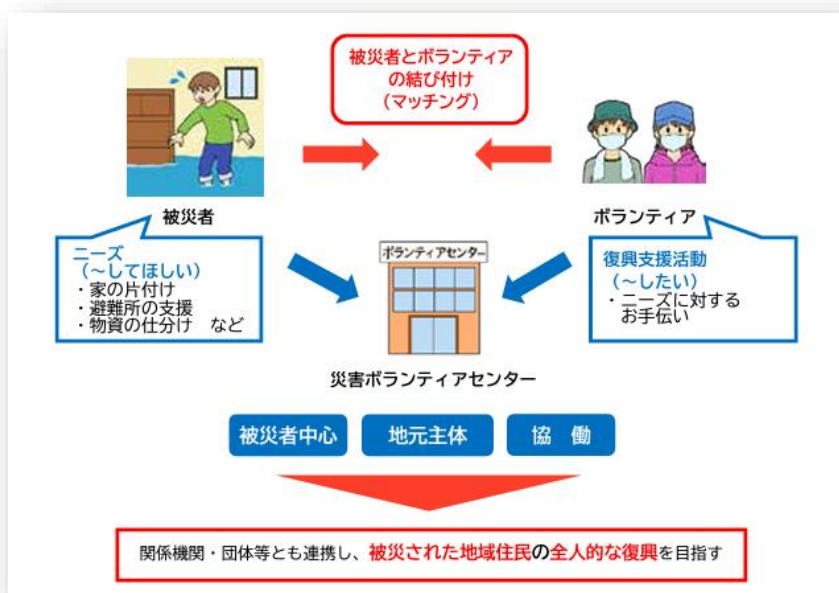 被災者とボランティア
の結び付け
（マッチング）
被災者
ボランティア
ニーズ
（～してほしい）
・家の片付け
・避難所の支援
・物資の仕分け　など
ボランティアセンター
復興支援活動
（～したい）
・ニーズに対する
お手伝い
災害ボランティアセンター
被災者中心
地元主体
協　働
関係機関・団体等とも連携し、被災された地域住民の全人的な復興を目指す